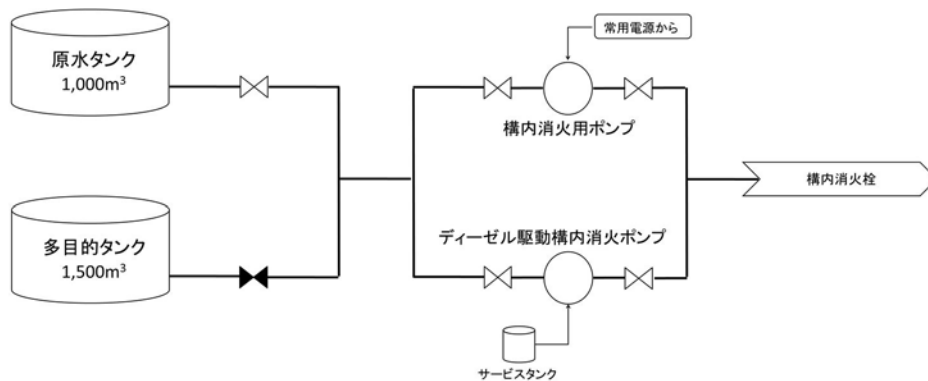 常用電源から
原水タンク
1,000m³
構内消火用ポンプ
構内消火栓
多目的タンク
1,500m³
ディーゼル駆動構内消火ポンプ
サービスタンク